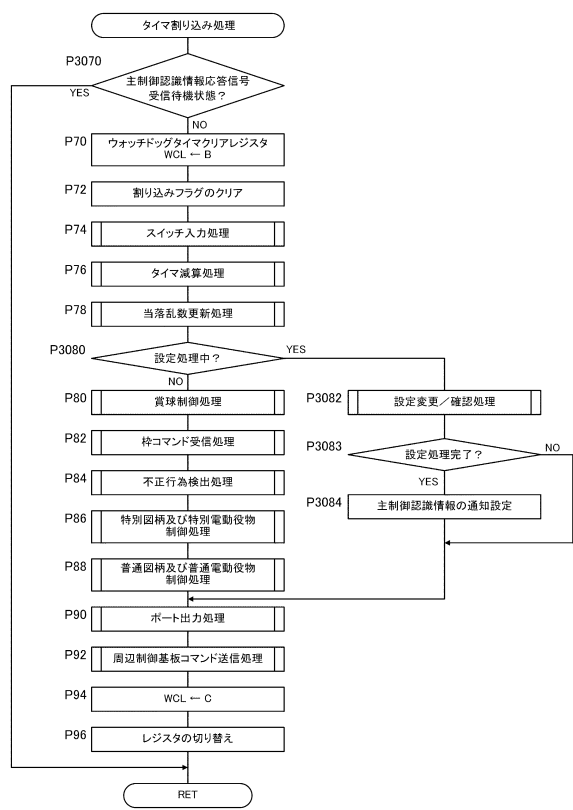 タイマ割り込み処理
P3070
主制御認識情報応答信号
受信待機状態？
YES
NO
P70
ウォッチドッグタイマクリアレジスタ
WCL ← B
P72
割り込みフラグのクリア
P74
スイッチ入力処理
P76
タイマ減算処理
P78
当落乱数更新処理
P3080
設定処理中？
YES
NO
P80
賞球制御処理
P3082
設定変更／確認処理
P82
枠コマンド受信処理
P3083
設定処理完了？
NO
YES
P84
不正行為検出処理
P3084
主制御認識情報の通知設定
P86
特別図柄及び特別電動役物
制御処理
P88
普通図柄及び普通電動役物
制御処理
P90
ポート出力処理
P92
周辺制御基板コマンド送信処理
P94
WCL ← C
P96
レジスタの切り替え
RET